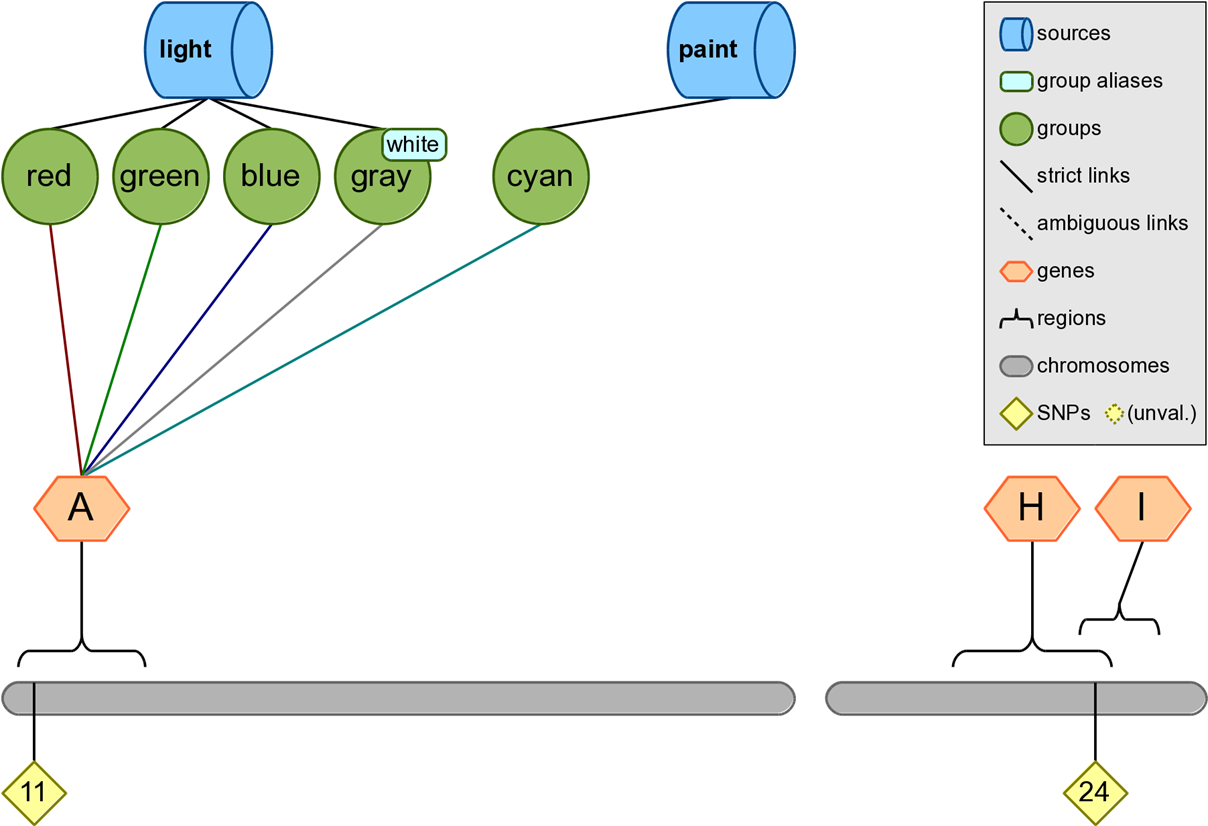 light
paint
sources
group aliases
groups
strict links
ambiguous links
genes
regions
chromosomes
SNPs (unval.)
white
red green blue gray cyan
A H I
11 24